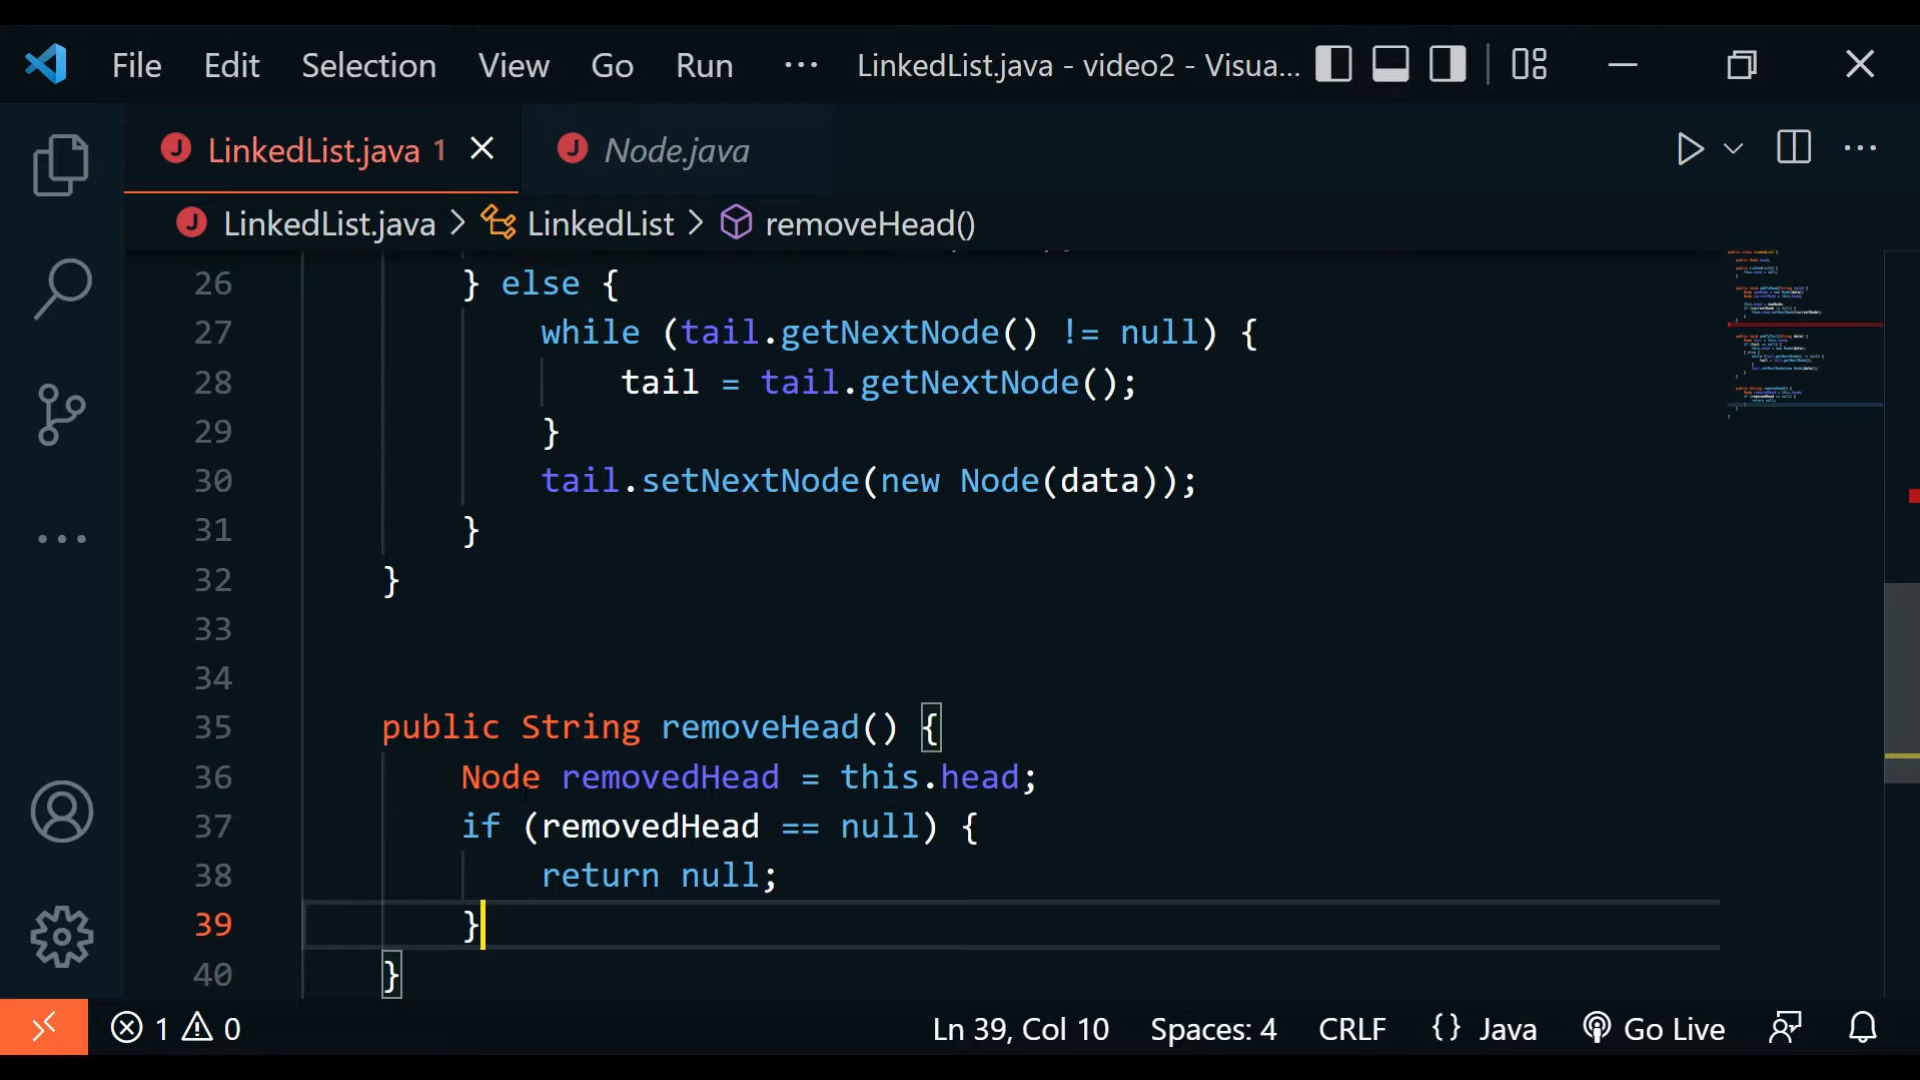 File Edit Selection View Go Run ··· LinkedList.java - video2 - Visua...
LinkedList.java 1 Node.java
LinkedList.java > LinkedList > removeHead()
26 } else {
27 while (tail.getNextNode() != null) {
28 tail = tail.getNextNode();
29 }
30 tail.setNextNode(new Node(data));
31 }
32 }
33
34
35 public String removeHead() {
36 Node removedHead = this.head;
37 if (removedHead == null) {
38 return null;
39 }
40 }
1 0 Ln 39, Col 10 Spaces: 4 CRLF {} Java Go Live